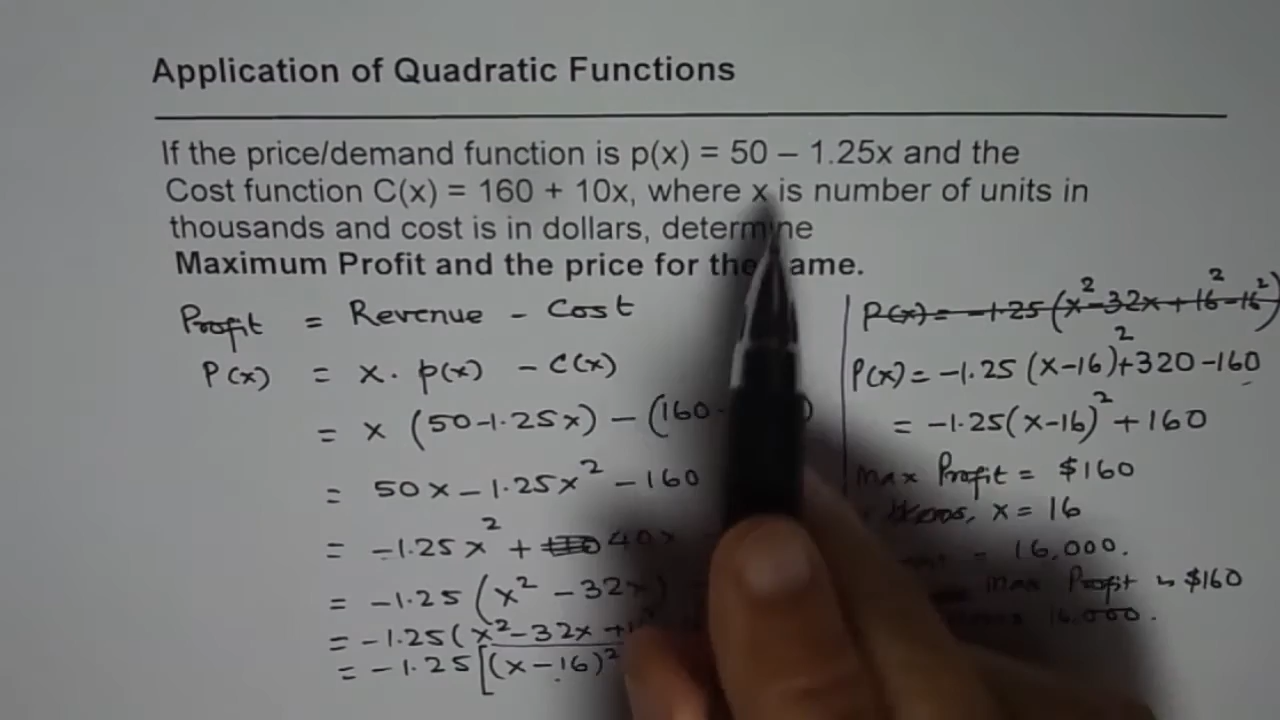 Application of Quadratic Functions
If the price/demand function is p(x) = 50 – 1.25x and the
Cost function C(x) = 160 + 10x, where x is number of units in
thousands and cost is in dollars, determine
Maximum Profit and the price for the same.
Profit = Revenue - Cost
P(x) = x. p(x) - C(x)
= x (50-1.25x) - (160 )
= 50x - 1.25x² - 160
= -1.25x² + 40x
= -1.25 (x² - 32x)
= -1.25 (x² - 32x +
= -1.25 [(x-16)²
P(x) = -1.25 (x² - 32x + 16² - 16²)
P(x) = -1.25 (x-16)² + 320 - 160
= -1.25 (x-16)² + 160
max Profit = $160
x = 16
= 16,000.
max Profit is $160
16,000.